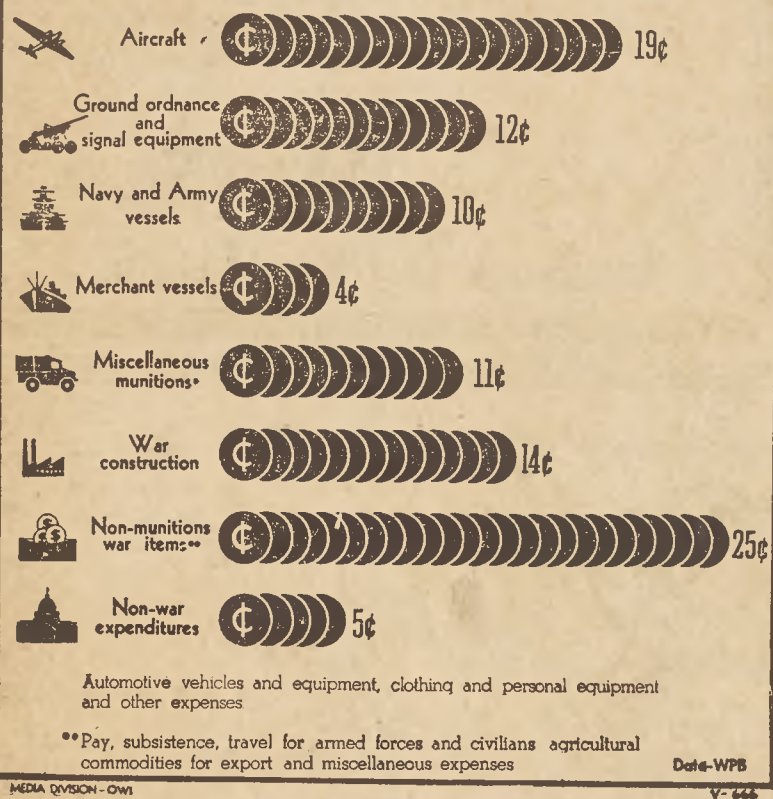 Aircraft
19¢
Ground ordnance
and
signal equipment
12¢
Navy and Army
vessels
10¢
Merchant vessels
4¢
Miscellaneous
munitions•
11¢
War
construction
14¢
Non-munitions
war items••
25¢
Non-war
expenditures
5¢
Automotive vehicles and equipment, clothing and personal equipment
and other expenses
••Pay, subsistence, travel for armed forces and civilians agricultural
commodities for export and miscellaneous expenses
Data-WPB
MEDIA DIVISION - OWI
V- 666